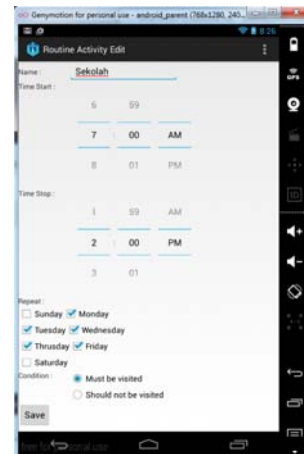 Genymotion for personal use - android_parent (768x1280, 240...
8:26
Routine Activity Edit
Name : Sekolah
Time Start :
6 59
7 : 00 AM
8 01 PM
Time Stop :
1 59 AM
2 : 00 PM
3 01
Repeat :
Sunday Monday
Tuesday Wednesday
Thrusday Friday
Saturday
Condition : Must be visited
Should not be visited
Save
free for personal use
GPS
ID